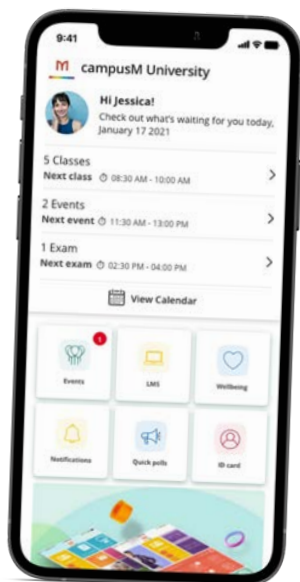 9:41
m campusM University
Hi Jessica!
Check out what's waiting for you today,
January 17 2021
5 Classes
Next class 08:30 AM - 10:00 AM
2 Events
Next event 11:30 AM - 13:00 PM
1 Exam
Next exam 02:30 PM - 04:00 PM
View Calendar
1
Events LMS Wellbeing
Notifications Quick polls ID card